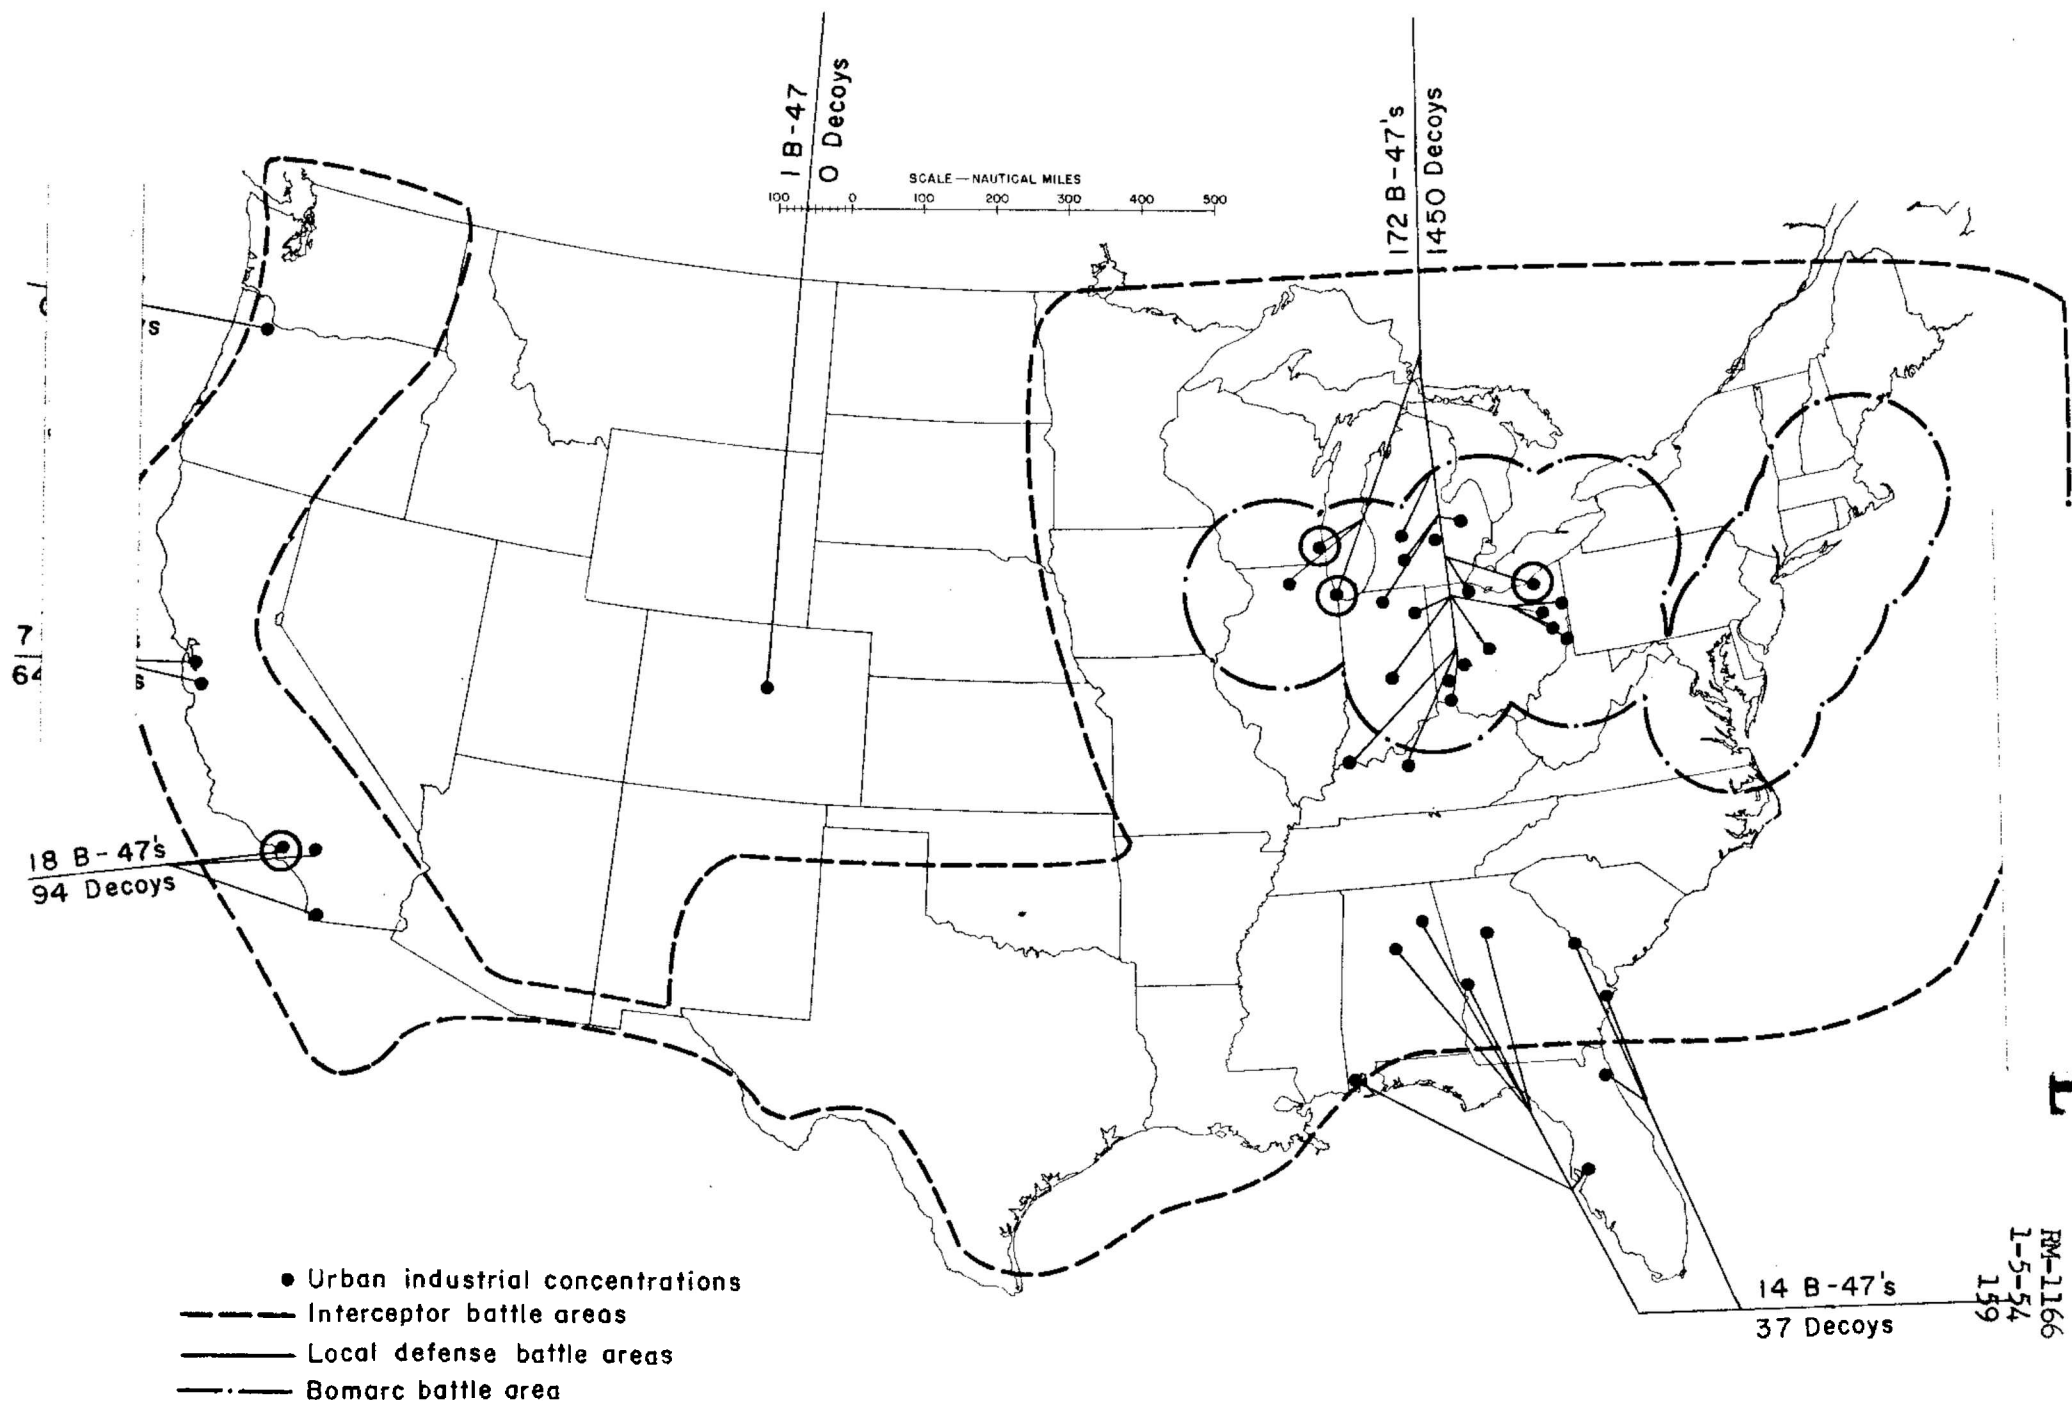 1 B-47
0 Decoys
SCALE—NAUTICAL MILES
100 0 100 200 300 400 500
172 B-47's
1450 Decoys
's
7
64
s
18 B-47's
94 Decoys
14 B-47's
37 Decoys
RM-1166
1-5-54
159
Urban industrial concentrations
Interceptor battle areas
Local defense battle areas
Bomarc battle area